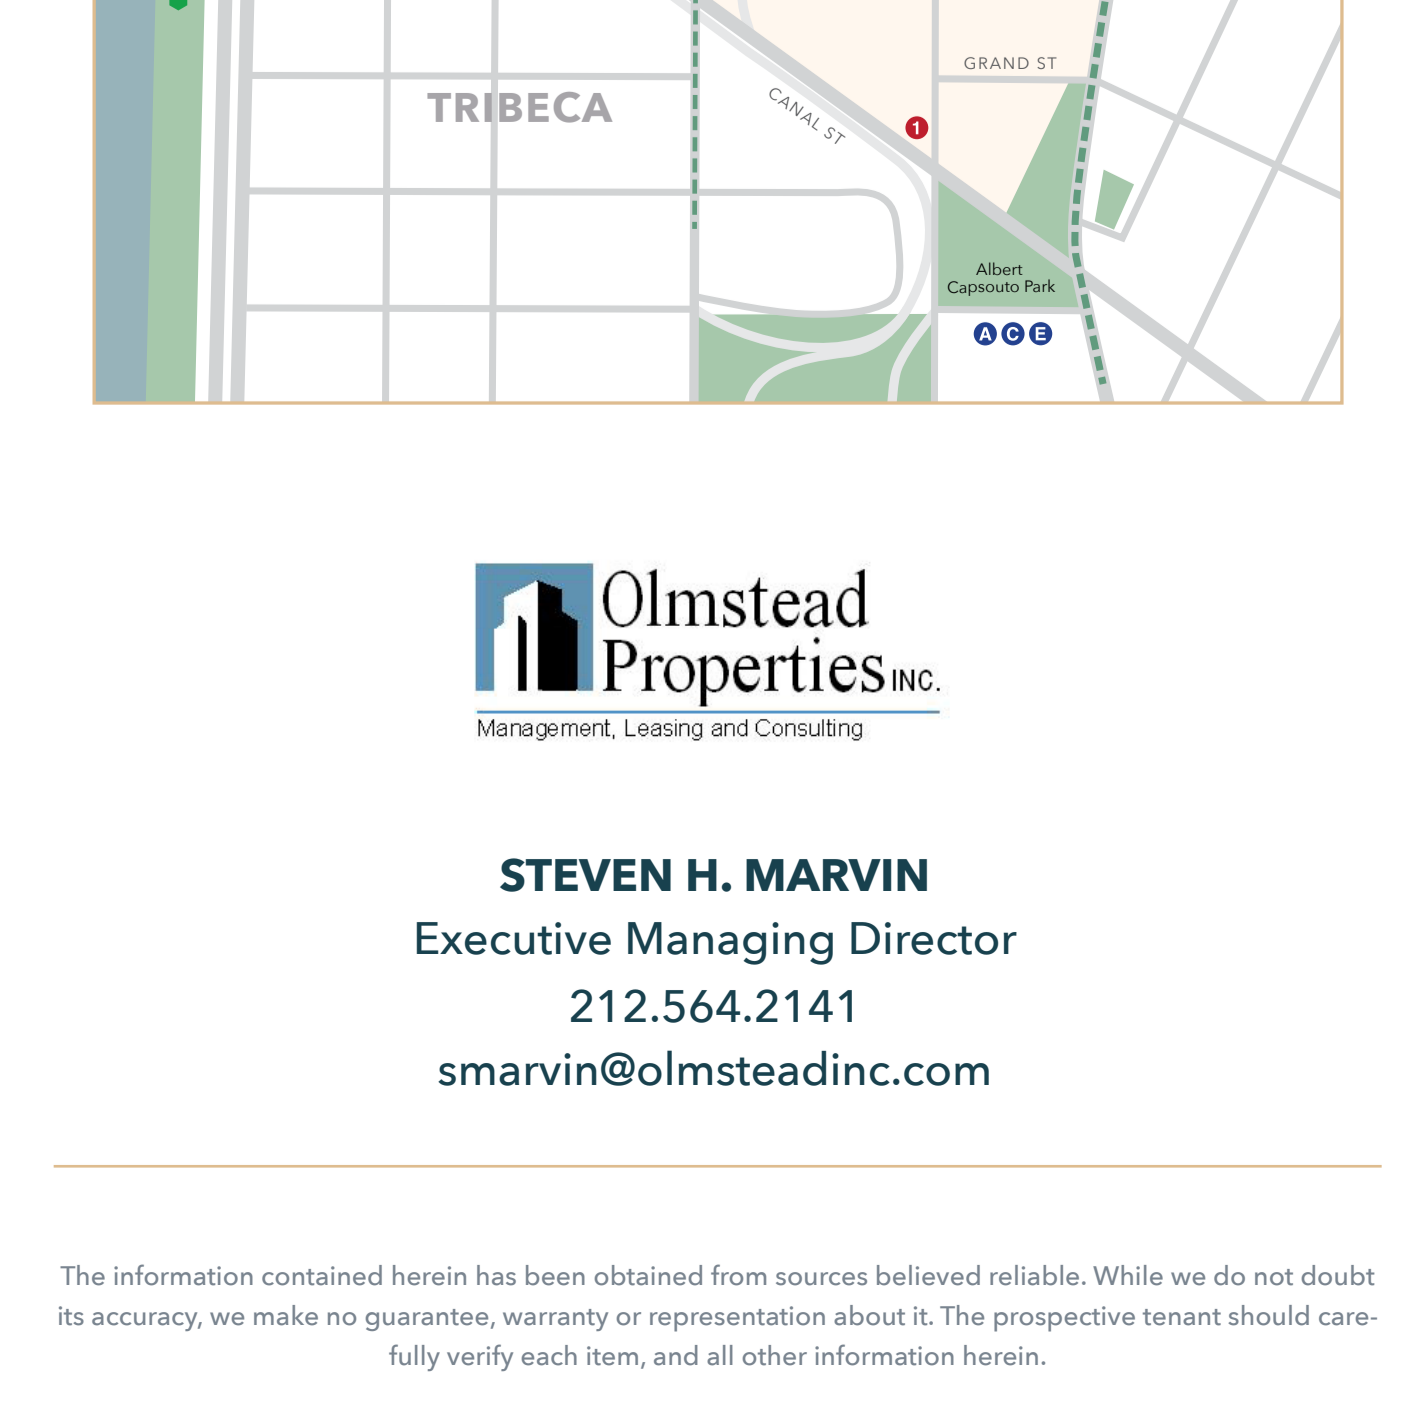 GRAND ST
TRIBECA
CANAL ST
1
Albert
Capsouto Park
A C E
Olmstead
Properties INC.
Management, Leasing and Consulting
STEVEN H. MARVIN
Executive Managing Director
212.564.2141
smarvin@olmsteadinc.com
The information contained herein has been obtained from sources believed reliable. While we do not doubt
its accuracy, we make no guarantee, warranty or representation about it. The prospective tenant should care-
fully verify each item, and all other information herein.